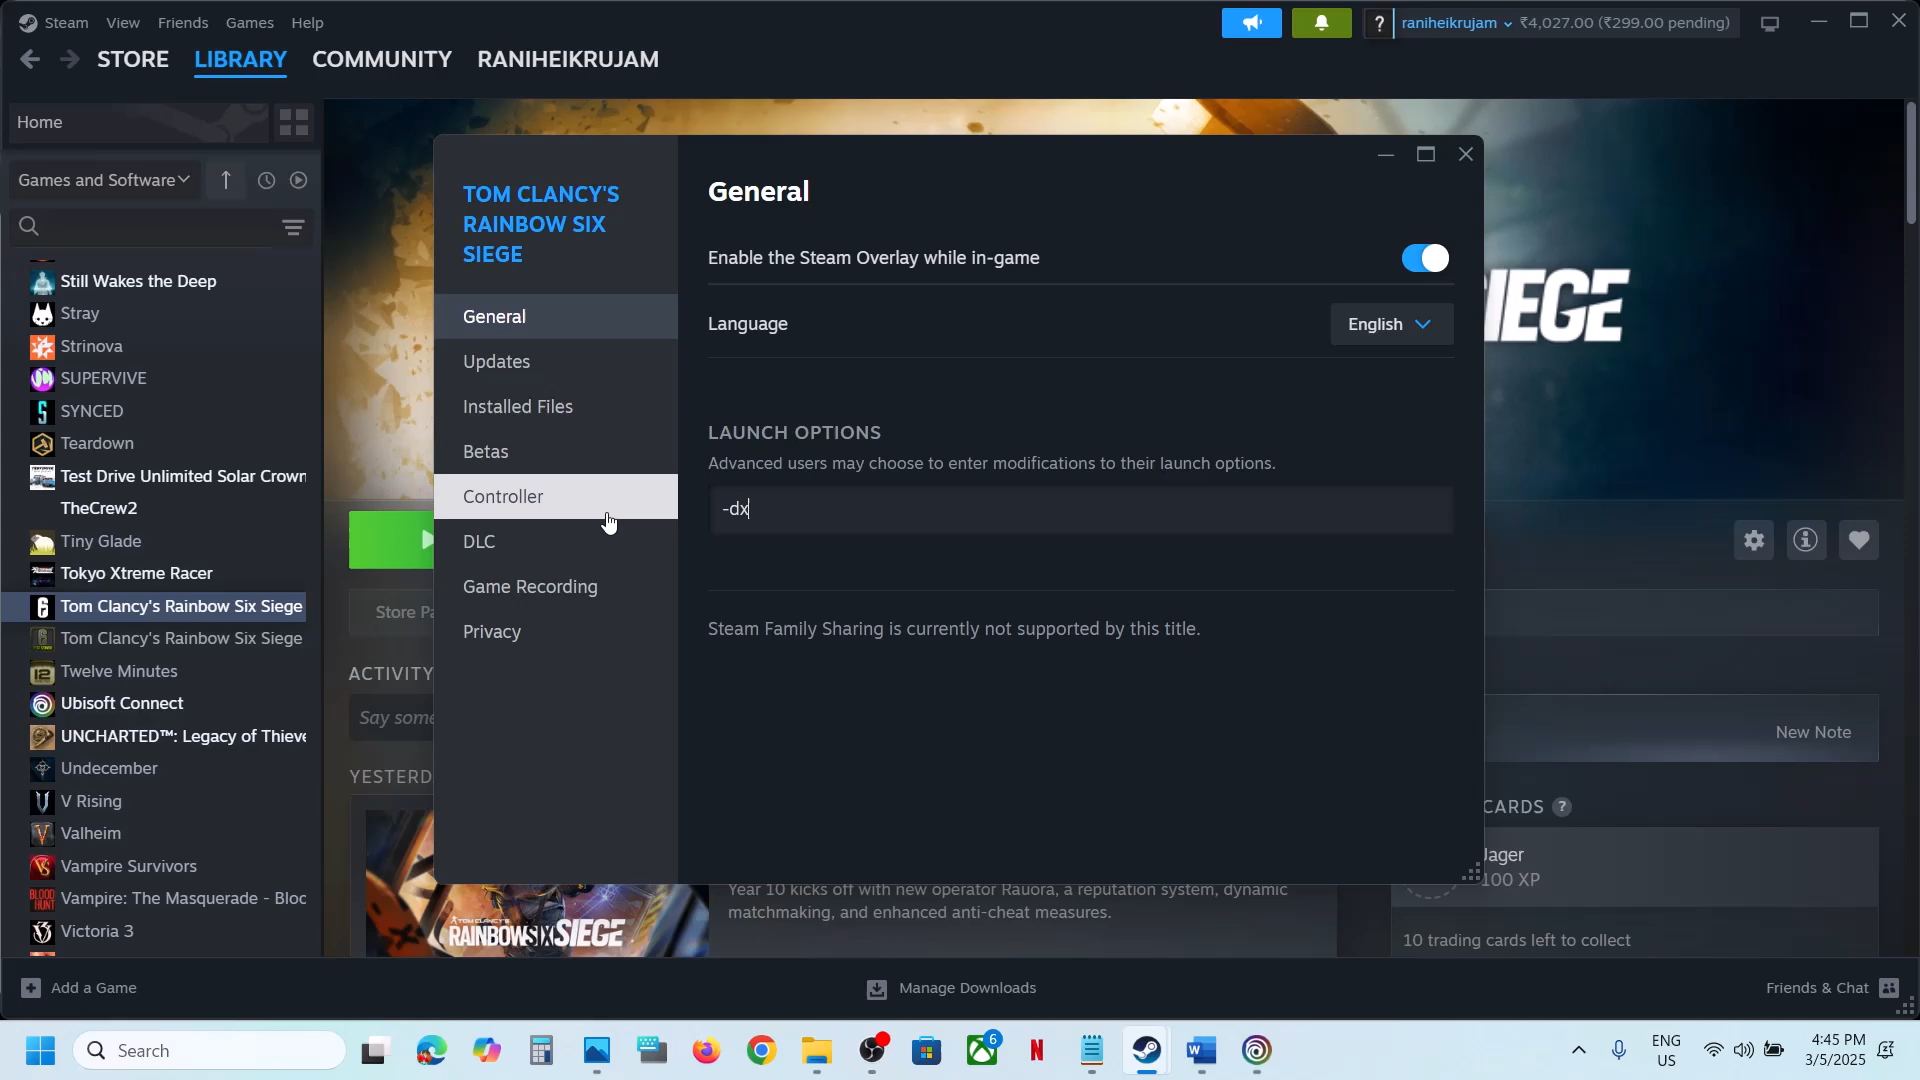 Steam View Friends Games Help
raniheikrujam ₹4,027.00 (₹299.00 pending)
STORE LIBRARY COMMUNITY RANIHEIKRUJAM
Home
Games and Software
Still Wakes the Deep
Stray
Strinova
SUPERVIVE
SYNCED
Teardown
Test Drive Unlimited Solar Crown
TheCrew2
Tiny Glade
Tokyo Xtreme Racer
Tom Clancy's Rainbow Six Siege
Tom Clancy's Rainbow Six Siege
Twelve Minutes
Ubisoft Connect
UNCHARTED™: Legacy of Thieve
Undecember
V Rising
Valheim
Vampire Survivors
Vampire: The Masquerade - Bloo
Victoria 3
TOM CLANCY'S
RAINBOW SIX
SIEGE
General
Updates
Installed Files
Betas
Controller
DLC
Game Recording
Privacy
General
Enable the Steam Overlay while in-game
Language English
LAUNCH OPTIONS
Advanced users may choose to enter modifications to their launch options.
-dx
Steam Family Sharing is currently not supported by this title.
IEGE
Store Pa
ACTIVITY
Say some
YESTERD
New Note
CARDS ?
Jager
100 XP
10 trading cards left to collect
Year 10 kicks off with new operator Rauora, a reputation system, dynamic
matchmaking, and enhanced anti-cheat measures.
TOM CLANCY'S
RAINBOWSIX SIEGE
Add a Game
Manage Downloads
Friends & Chat
Search
6
ENG
US
4:45 PM
3/5/2025